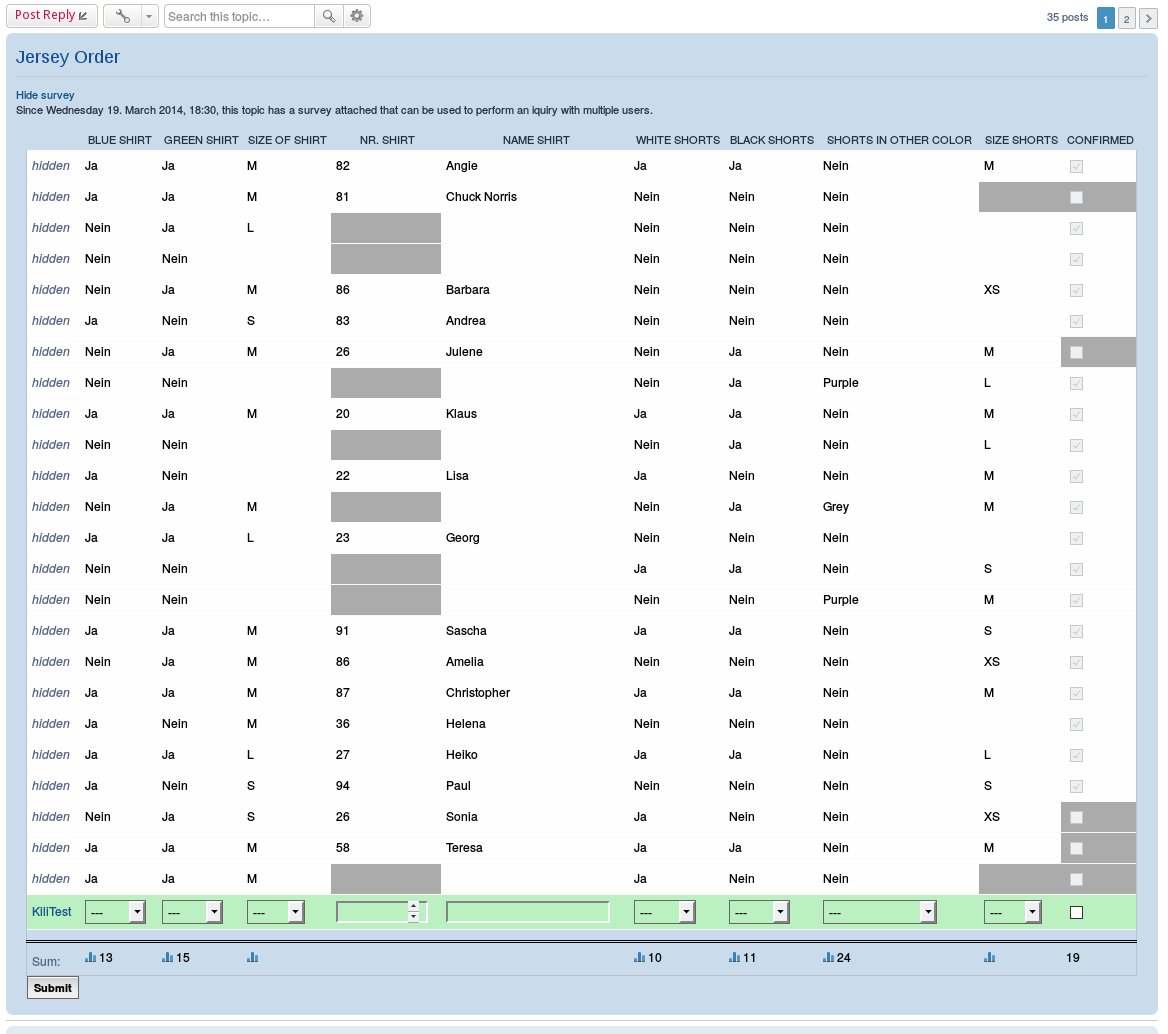 Post Reply
Search this topic…
35 posts 1 2
Jersey Order
Hide survey
Since Wednesday 19. March 2014, 18:30, this topic has a survey attached that can be used to perform an iquiry with multiple users.
BLUE SHIRT GREEN SHIRT SIZE OF SHIRT NR. SHIRT NAME SHIRT WHITE SHORTS BLACK SHORTS SHORTS IN OTHER COLOR SIZE SHORTS CONFIRMED
hidden Ja Ja M 82 Angie Ja Ja Nein M
hidden Ja Ja M 81 Chuck Norris Nein Nein Nein
hidden Nein Ja L Nein Nein Nein
hidden Nein Nein Nein Nein Nein
hidden Nein Ja M 86 Barbara Nein Nein Nein XS
hidden Ja Nein S 83 Andrea Nein Nein Nein
hidden Nein Ja M 26 Julene Nein Ja Nein M
hidden Nein Nein Nein Ja Purple L
hidden Ja Ja M 20 Klaus Ja Ja Nein M
hidden Nein Nein Nein Ja Nein L
hidden Ja Nein 22 Lisa Ja Nein Nein M
hidden Nein Ja M Nein Ja Grey M
hidden Ja Ja L 23 Georg Nein Nein Nein
hidden Nein Nein Ja Ja Nein S
hidden Nein Nein Nein Nein Purple M
hidden Ja Ja M 91 Sascha Ja Ja Nein S
hidden Nein Ja M 86 Amelia Nein Nein Nein XS
hidden Ja Ja M 87 Christopher Ja Ja Nein M
hidden Ja Nein M 36 Helena Nein Nein Nein
hidden Ja Ja L 27 Heiko Ja Ja Nein L
hidden Ja Nein S 94 Paul Nein Nein Nein S
hidden Nein Ja S 26 Sonia Ja Nein Nein XS
hidden Ja Ja M 58 Teresa Ja Ja Nein M
hidden Ja Ja M Ja Nein Nein
KiliTest --- --- --- --- --- --- ---
Sum: 13 15 10 11 24 19
Submit